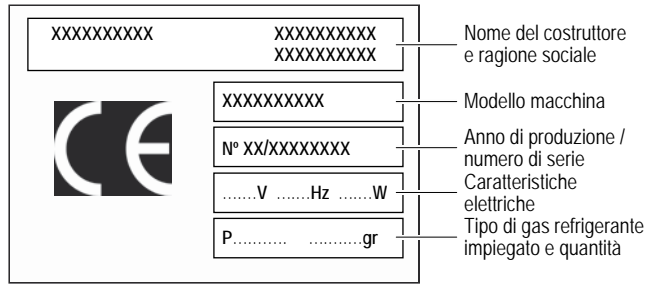 XXXXXXXXXX XXXXXXXXXX
XXXXXXXXXX
Nome del costruttore
e ragione sociale
CE
XXXXXXXXXX
Modello macchina
Nº XX/XXXXXXXX
Anno di produzione /
numero di serie
.......V .......Hz .......W
Caratteristiche
elettriche
P........... ...........gr
Tipo di gas refrigerante
impiegato e quantità